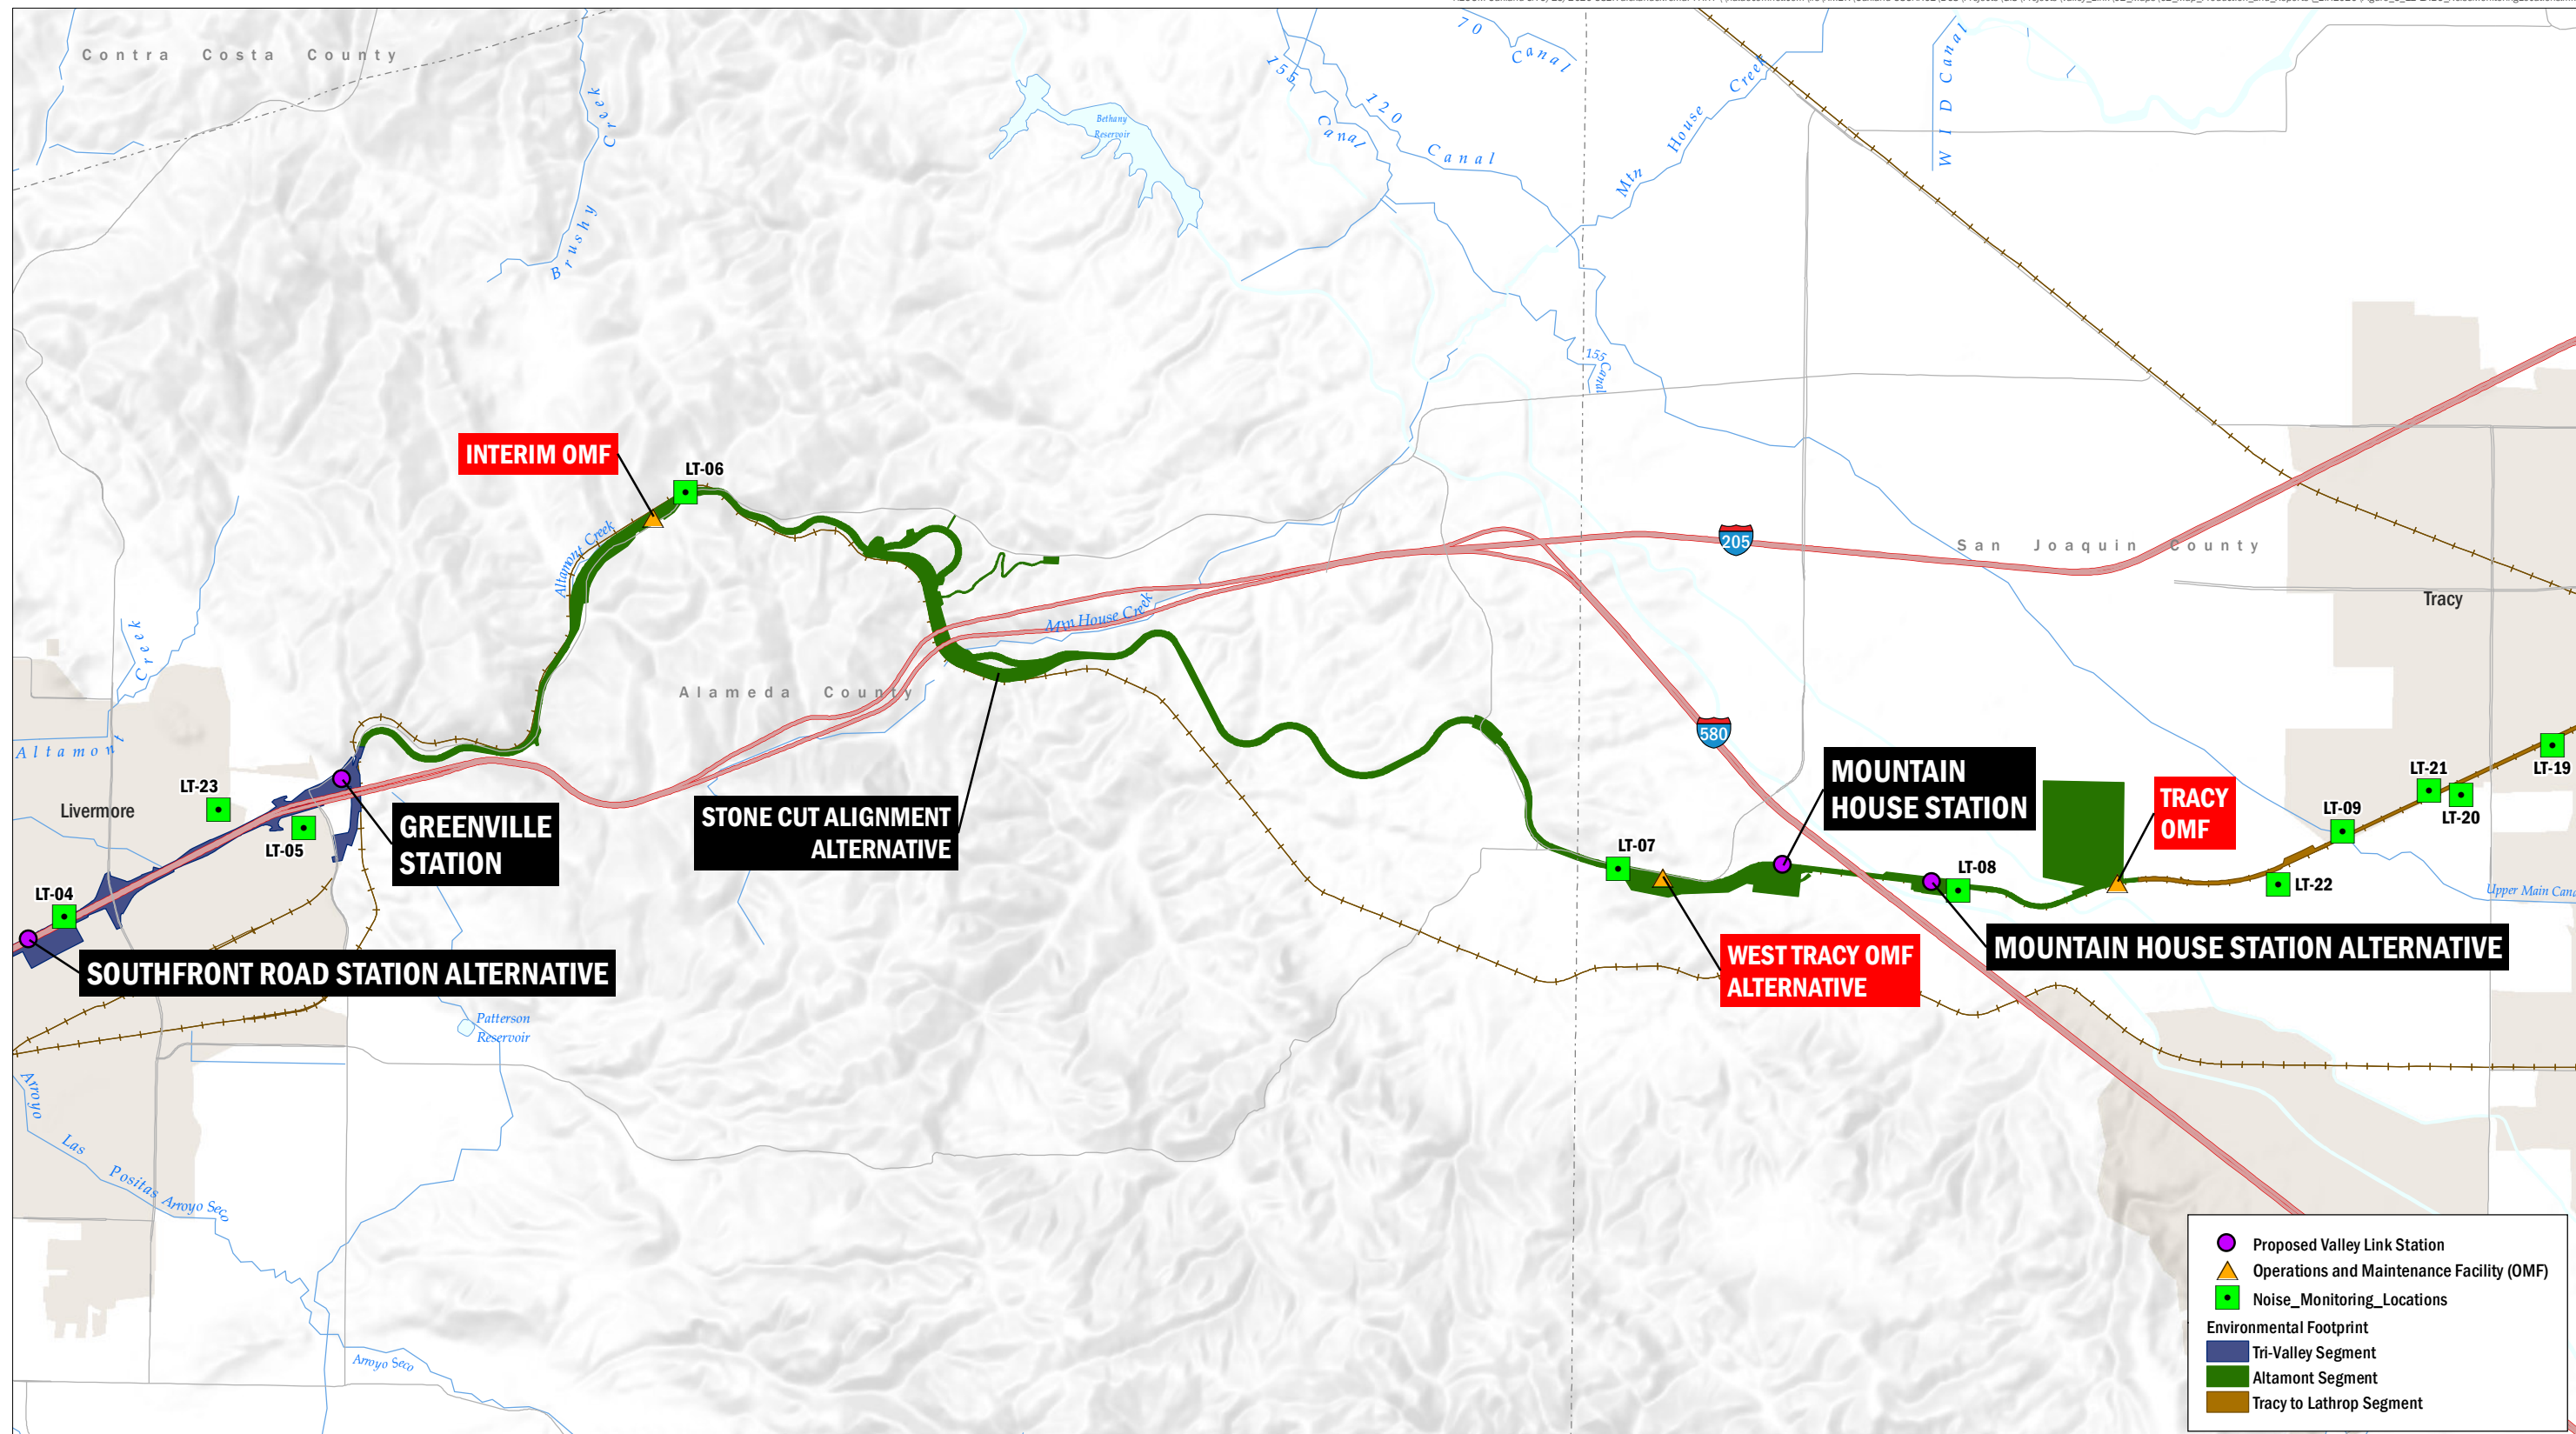 Contra Costa County
Brushy Creek
Bethany
Reservoir
70 Canal
155 Canal
120 Canal
Mtn House Creek
W I D Canal
155 Canal
INTERIM OMF
LT-06
Altamont Creek
205
San Joaquin County
Tracy
Mtn House Creek
Alameda County
580
Altamont Creek
Livermore
LT-23
LT-05
LT-04
GREENVILLE
STATION
STONE CUT ALIGNMENT
ALTERNATIVE
SOUTHFRONT ROAD STATION ALTERNATIVE
MOUNTAIN
HOUSE STATION
LT-07
LT-08
TRACY
OMF
LT-09
LT-21
LT-20
LT-19
LT-22
Upper Main
WEST TRACY OMF
ALTERNATIVE
MOUNTAIN HOUSE STATION ALTERNATIVE
Patterson
Reservoir
Arroyo Las Positas
Arroyo Seco
Arroyo Seco
Proposed Valley Link Station
Operations and Maintenance Facility (OMF)
Noise_Monitoring_Locations
Environmental Footprint
Tri-Valley Segment
Altamont Segment
Tracy to Lathrop Segment